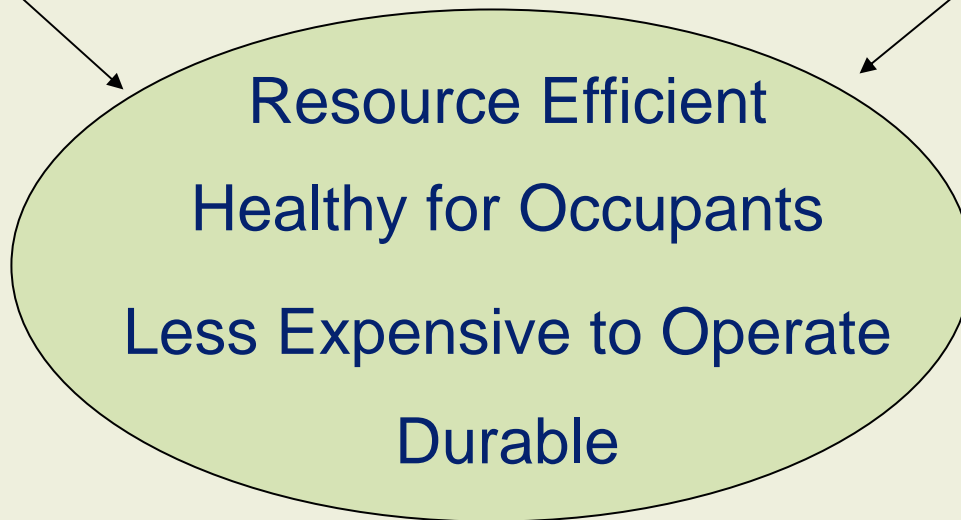 Resource Efficient
Healthy for Occupants
Less Expensive to Operate
Durable